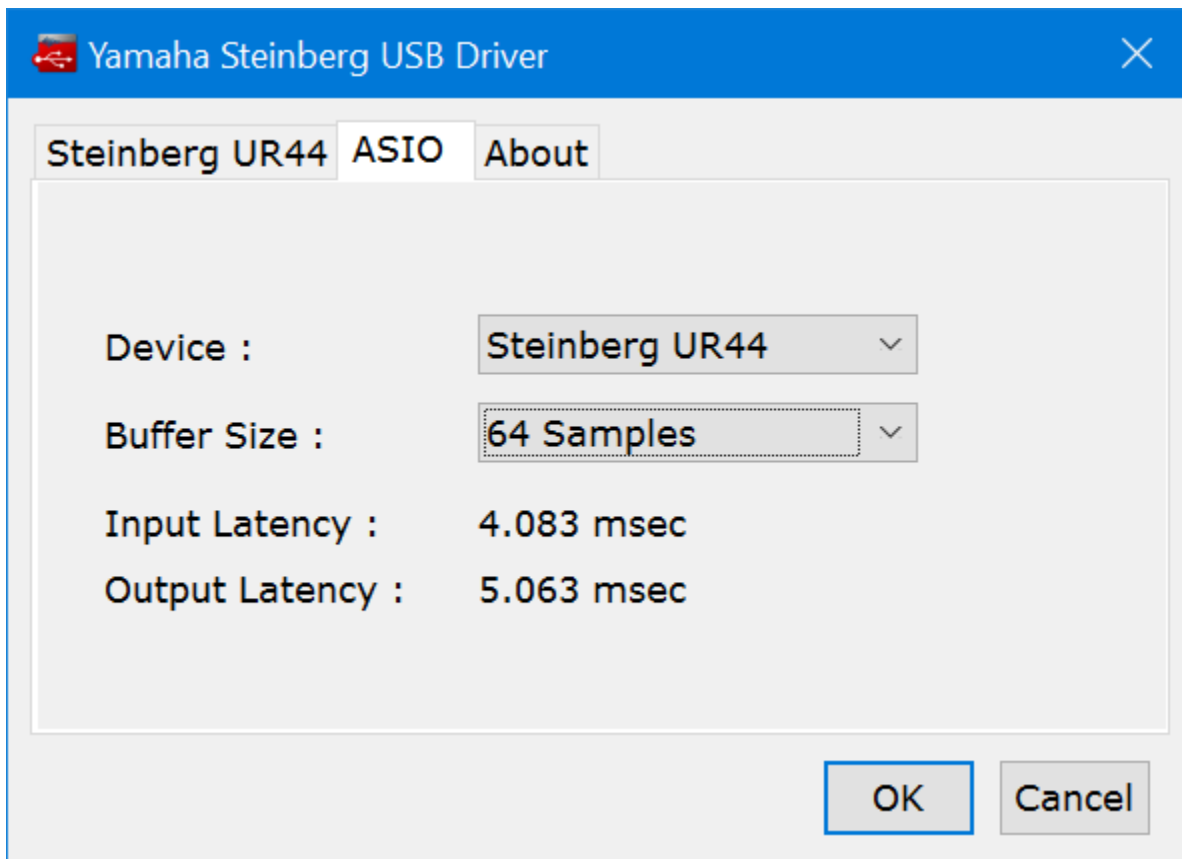 Yamaha Steinberg USB Driver
Steinberg UR44 ASIO About
Device : Steinberg UR44
Buffer Size : 64 Samples
Input Latency : 4.083 msec
Output Latency : 5.063 msec
OK Cancel